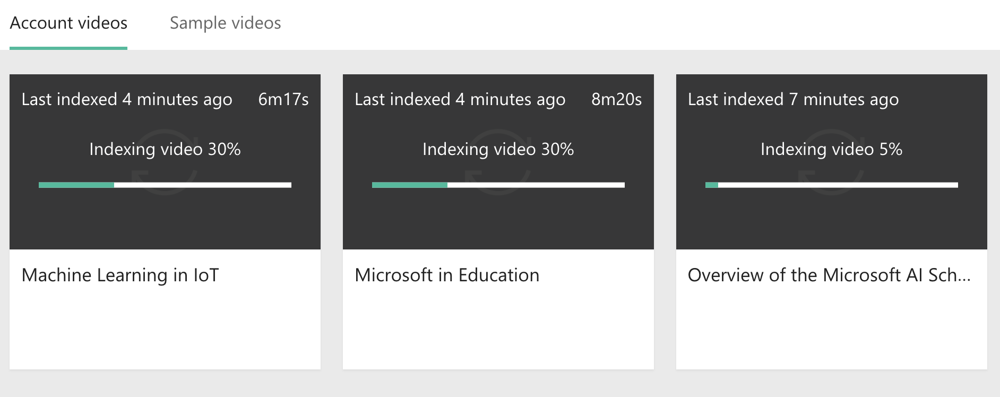 Account videos
Sample videos
Last indexed 4 minutes ago 6m17s
Indexing video 30%
Machine Learning in IoT
Last indexed 4 minutes ago 8m20s
Indexing video 30%
Microsoft in Education
Last indexed 7 minutes ago
Indexing video 5%
Overview of the Microsoft AI Sch...